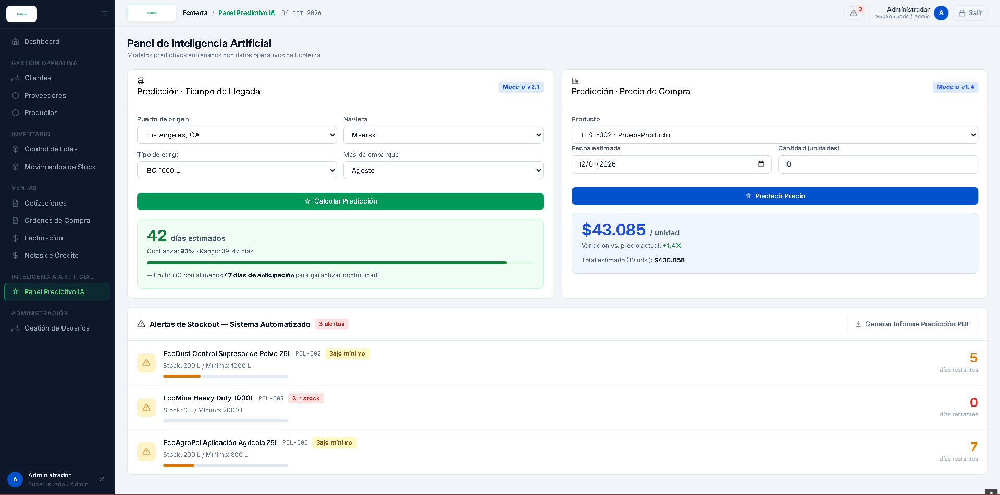 Ecoterra
Dashboard
GESTIÓN OPERATIVA
Clientes
Proveedores
Productos
INVENTARIO
Control de Lotes
Movimientos de Stock
VENTAS
Cotizaciones
Órdenes de Compra
Facturación
Notas de Crédito
INTELIGENCIA ARTIFICIAL
Panel Predictivo IA
ADMINISTRACIÓN
Gestión de Usuarios
A Administrador
Superusuario / Admin
Ecoterra Ecoterra / Panel Predictivo IA 04 oct 2026
3 Administrador
Superusuario / Admin
A Salir
Panel de Inteligencia Artificial
Modelos predictivos entrenados con datos operativos de Ecoterra
Predicción · Tiempo de Llegada Modelo v2.1
Puerto de origen Naviera
Los Angeles, CA Maersk
Tipo de carga Mes de embarque
IBC 1000 L Agosto
Calcular Predicción
42 días estimados
Confianza: 93% · Rango: 39–47 días
→ Emitir OC con al menos 47 días de anticipación para garantizar continuidad.
Predicción · Precio de Compra Modelo v1.4
Producto
TEST-002 · PruebaProducto
Fecha estimada Cantidad (unidades)
12/01/2026 10
Predecir Precio
$43.085 / unidad
Variación vs. precio actual: +1,4%
Total estimado (10 uds.): $430.858
Alertas de Stockout — Sistema Automatizado 3 alertas Generar Informe Predicción PDF
EcoDust Control Supresor de Polvo 25L POL-002 Bajo mínimo
Stock: 300 L / Mínimo: 1000 L
5
días restantes
EcoMine Heavy Duty 1000L POL-003 Sin stock
Stock: 0 L / Mínimo: 2000 L
0
días restantes
EcoAgroPol Aplicación Agrícola 25L POL-005 Bajo mínimo
Stock: 200 L / Mínimo: 800 L
7
días restantes